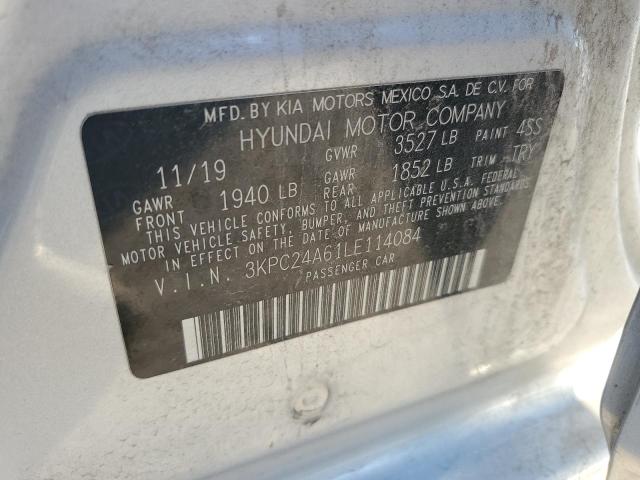 MFD. BY KIA MOTORS MEXICO S.A. DE C.V. FOR
HYUNDAI MOTOR COMPANY
11/19 GVWR 3527 LB PAINT 4SS
GAWR FRONT 1940 LB GAWR REAR 1852 LB TRIM TRY
THIS VEHICLE CONFORMS TO ALL APPLICABLE U.S.A. FEDERAL
MOTOR VEHICLE SAFETY, BUMPER, AND THEFT PREVENTION STANDARDS
IN EFFECT ON THE DATE OF MANUFACTURE SHOWN ABOVE.
V.I.N. 3KPC24A61LE114084
PASSENGER CAR